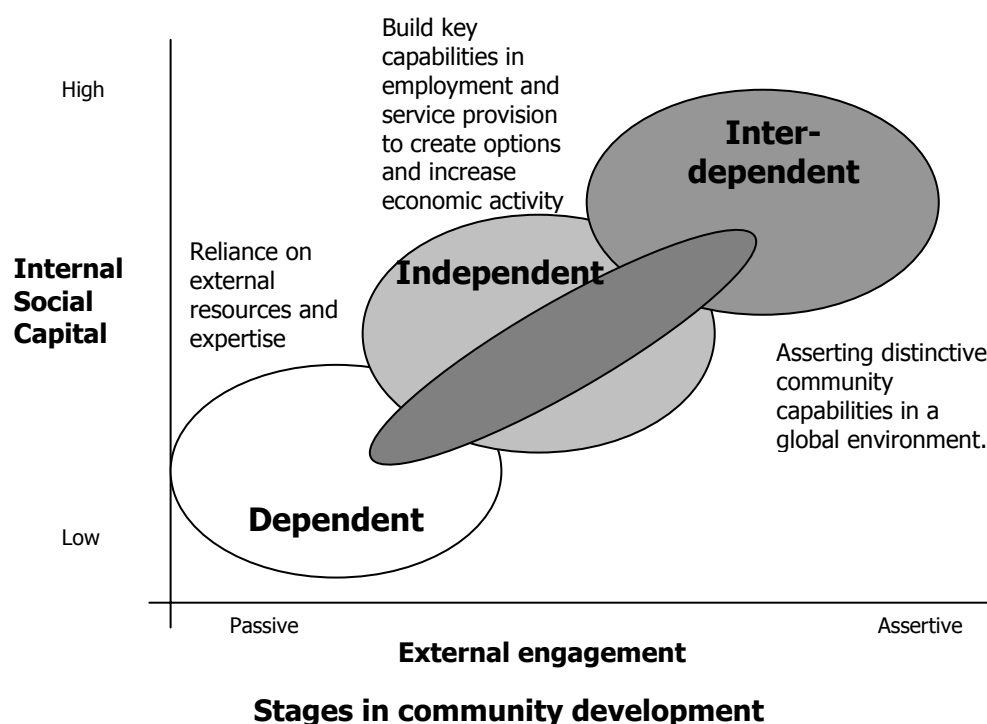 Build key
capabilities in
employment and
service provision
to create options
and increase
economic activity
High
Inter-
dependent
Internal
Social
Capital
Reliance on
external
resources and
expertise
Independent
Asserting distinctive
community
capabilities in a
global environment.
Dependent
Low
Passive
Assertive
External engagement
Stages in community development